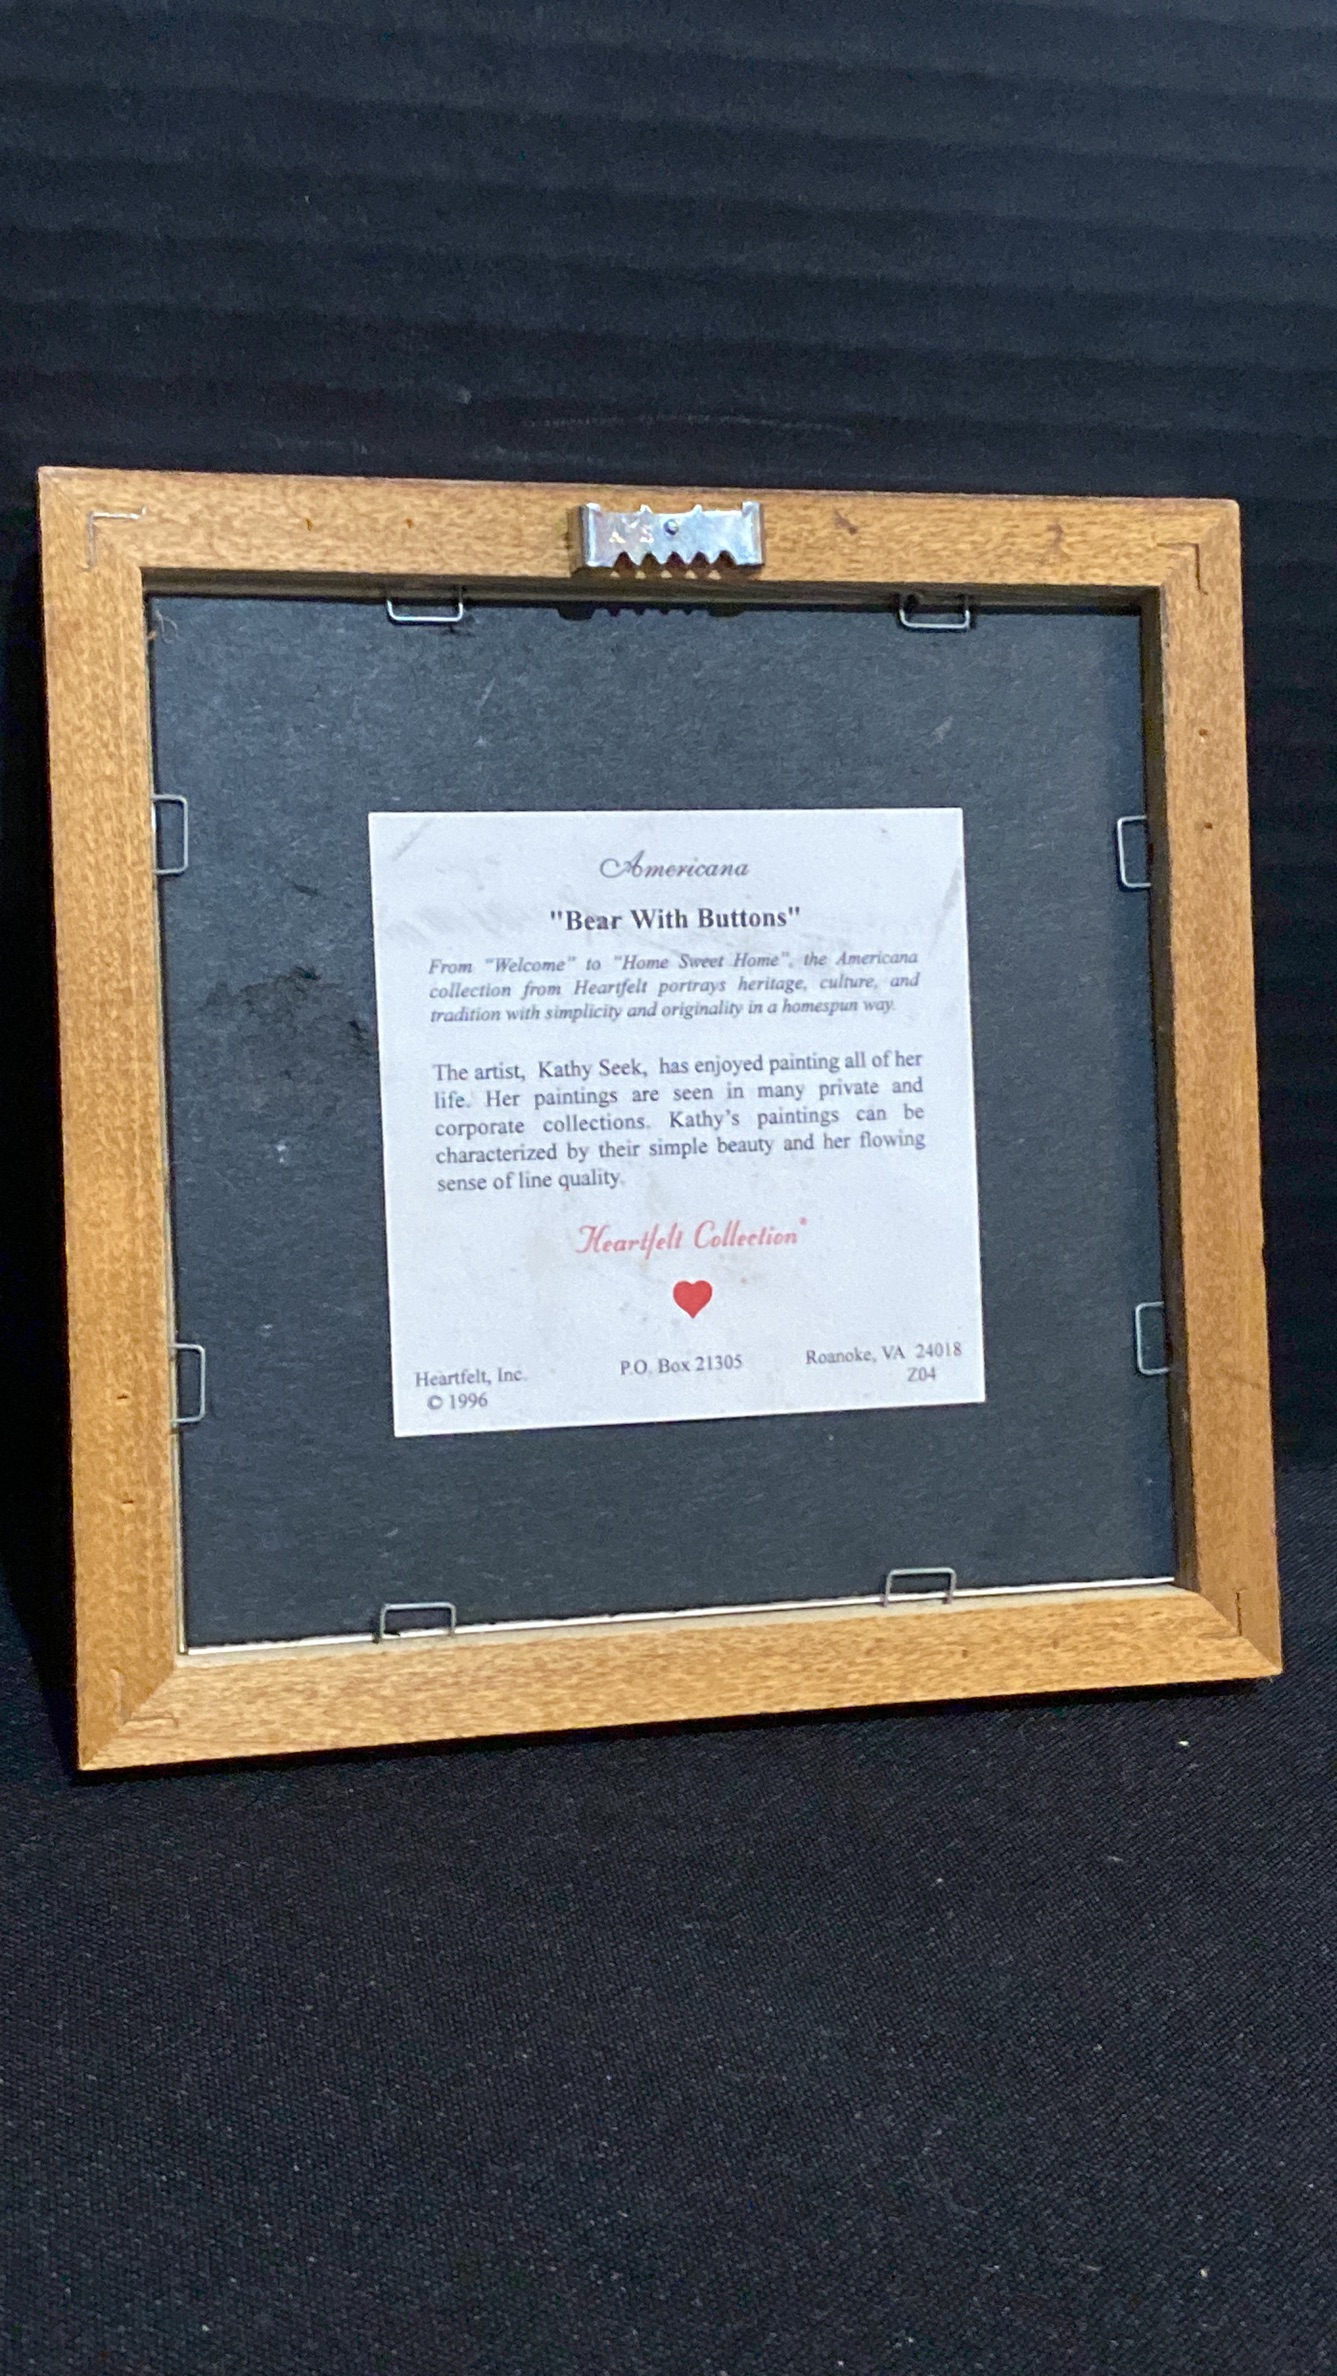 Americana
"Bear With Buttons"
From "Welcome" to "Home Sweet Home", the Americana
collection from Heartfelt portrays heritage, culture, and
tradition with simplicity and originality in a homespun way.
The artist, Kathy Seek, has enjoyed painting all of her
life. Her paintings are seen in many private and
corporate collections. Kathy's paintings can be
characterized by their simple beauty and her flowing
sense of line quality.
Heartfelt Collection®
Heartfelt, Inc. P.O. Box 21305 Roanoke, VA 24018
© 1996 Z04